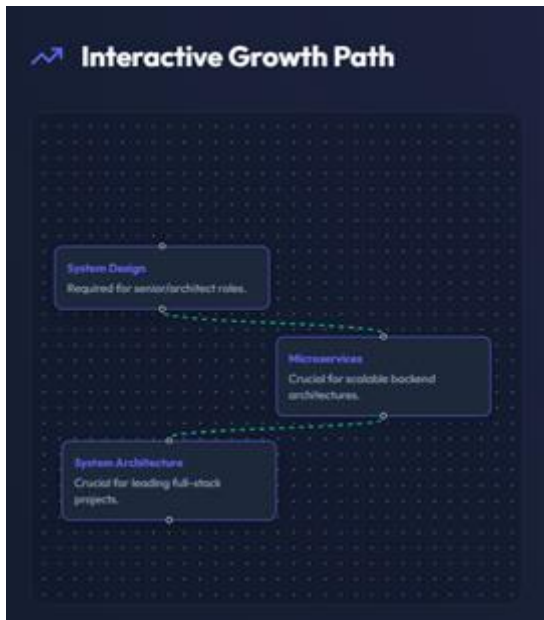 Interactive Growth Path
System Design
Required for senior/architect roles.
Microservices
Crucial for scalable backend
architectures.
System Architecture
Crucial for leading full-stack
projects.